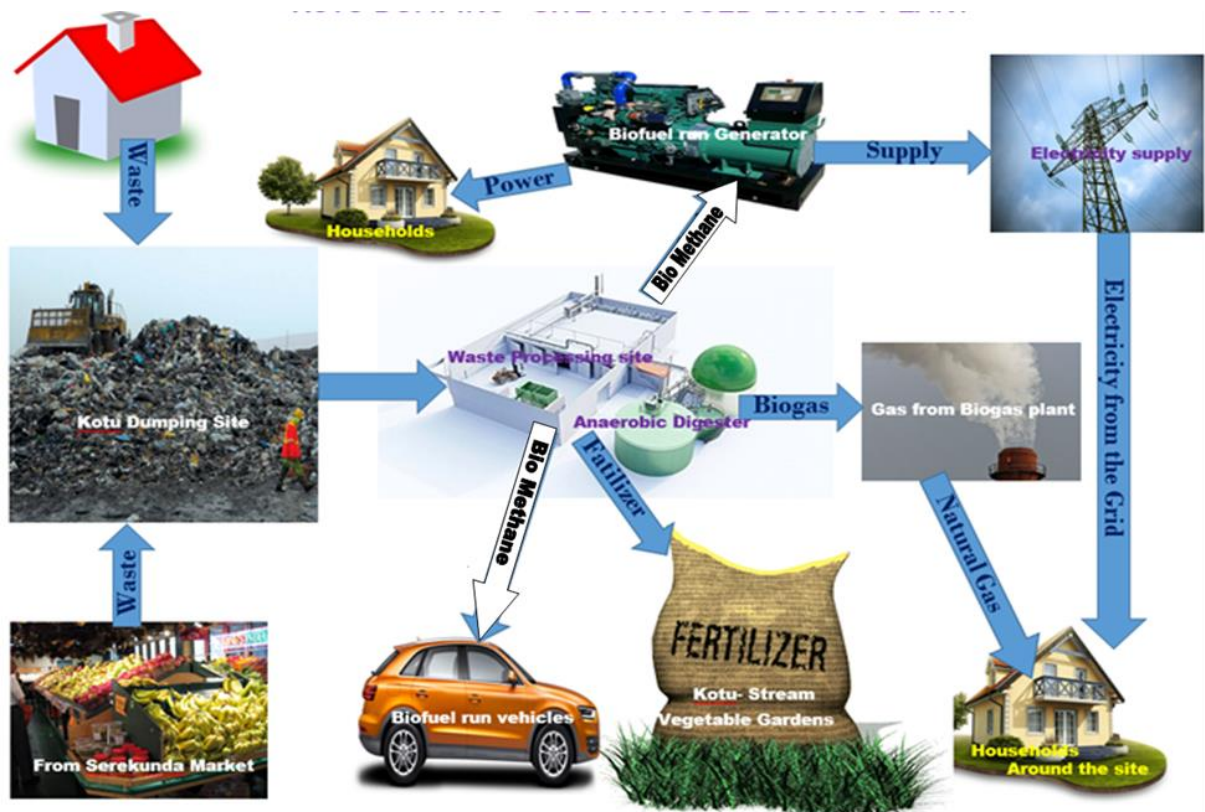 Waste
Biofuel run Generator
Supply
Electricity supply
Power
Households
Bio Methane
Kotu Dumping Site
Waste Processing site
Anaerobic Digester
Biogas
Gas from Biogas plant
Electricity from the Grid
Bio Methane
Fatilizer
Natural Gas
Waste
From Serekunda Market
Biofuel run vehicles
FERTILIZER
Kotu- Stream
Vegetable Gardens
Households
Around the site